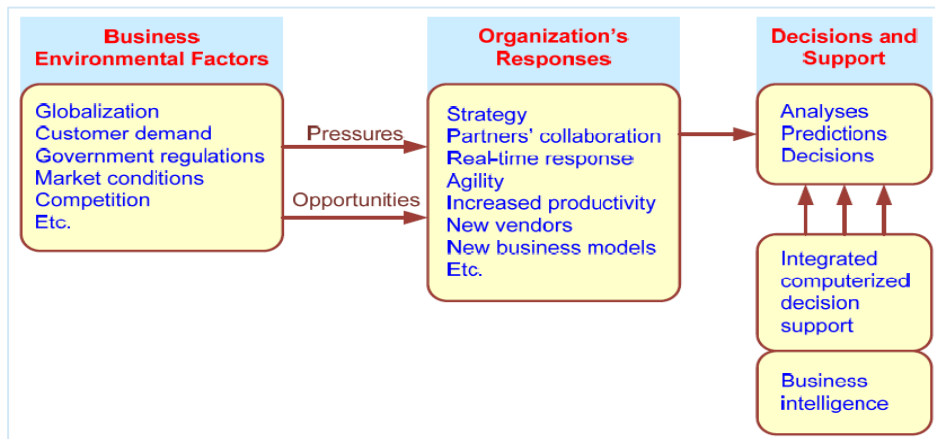 Business
Environmental Factors
Globalization
Customer demand
Government regulations
Market conditions
Competition
Etc.
Pressures
Opportunities
Organization's
Responses
Strategy
Partners' collaboration
Real-time response
Agility
Increased productivity
New vendors
New business models
Etc.
Decisions and
Support
Analyses
Predictions
Decisions
Integrated
computerized
decision
support
Business
intelligence